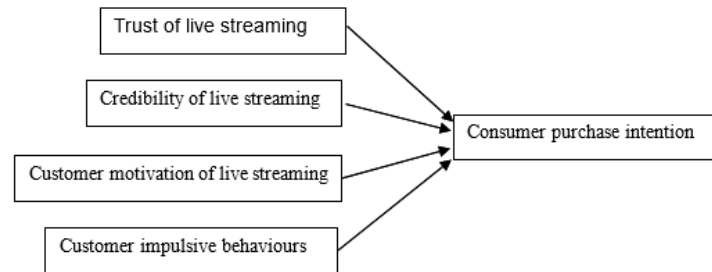 Trust of live streaming
Credibility of live streaming
Consumer purchase intention
Customer motivation of live streaming
Customer impulsive behaviours